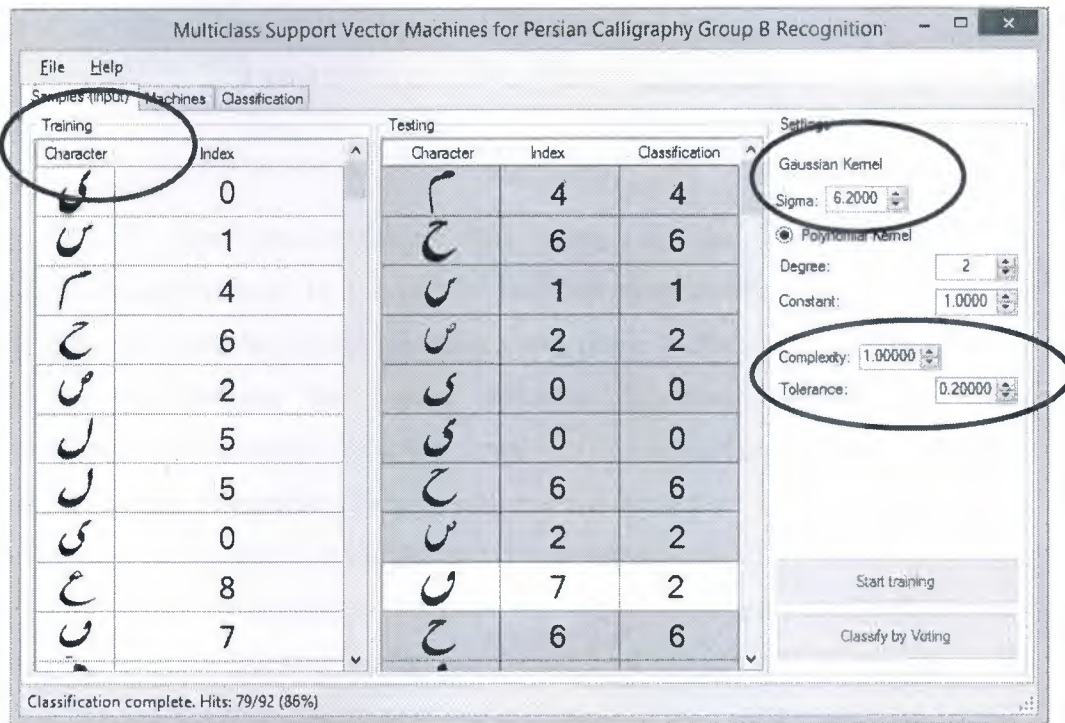 Multiclass Support Vector Machines for Persian Calligraphy Group B Recognition
File Help
Samples (Input) Machines Classification
Training
Character Index
ی 0
س 1
م 4
ح 6
ص 2
ل 5
ل 5
ی 0
ع 8
ق 7
Testing
Character Index Classification
م 4 4
ح 6 6
س 1 1
ص 2 2
ی 0 0
ی 0 0
ح 6 6
ص 2 2
ق 7 2
ح 6 6
Settings
Gaussian Kernel
Sigma: 6.2000
Polynomial Kernel
Degree: 2
Constant: 1.0000
Complexity: 1.00000
Tolerance: 0.20000
Start training
Classify by Voting
Classification complete. Hits: 79/92 (86%)